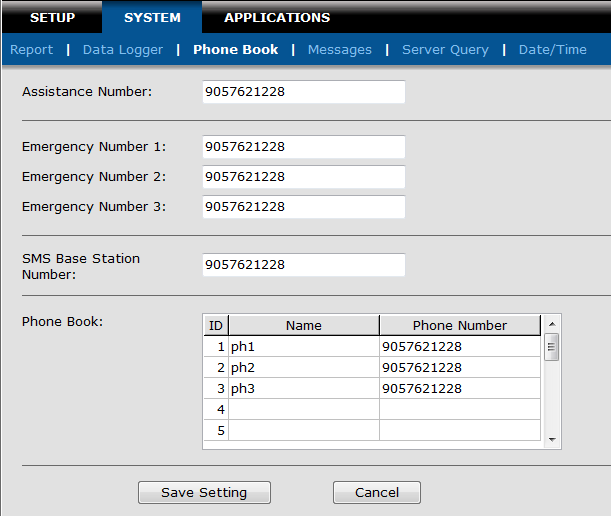 SETUP SYSTEM APPLICATIONS
Report | Data Logger | Phone Book | Messages | Server Query | Date/Time
Assistance Number: 9057621228
Emergency Number 1: 9057621228
Emergency Number 2: 9057621228
Emergency Number 3: 9057621228
SMS Base Station
Number: 9057621228
Phone Book:
ID Name Phone Number
1 ph1 9057621228
2 ph2 9057621228
3 ph3 9057621228
4
5
Save Setting Cancel